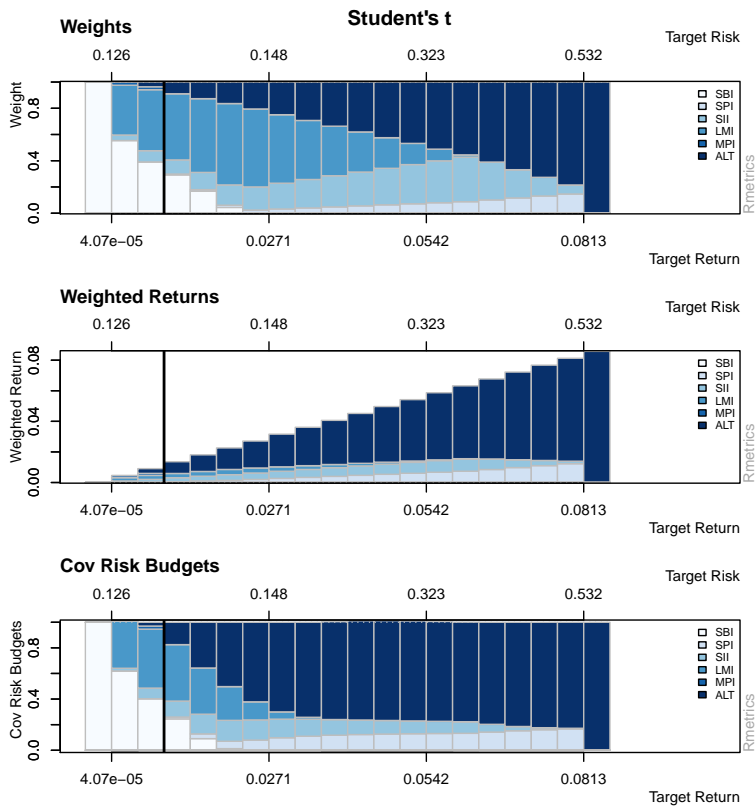 Student's t
Weights
Target Risk
0.126 0.148 0.323 0.532
Weight
0.0 0.4 0.8
SBI
SPI
SII
LMI
MPI
ALT
Rmetrics
4.07e−05 0.0271 0.0542 0.0813
Target Return
Weighted Returns
Target Risk
0.126 0.148 0.323 0.532
Weighted Return
0.00 0.04 0.08
SBI
SPI
SII
LMI
MPI
ALT
Rmetrics
4.07e−05 0.0271 0.0542 0.0813
Target Return
Cov Risk Budgets
Target Risk
0.126 0.148 0.323 0.532
Cov Risk Budgets
0.0 0.4 0.8
SBI
SPI
SII
LMI
MPI
ALT
Rmetrics
4.07e−05 0.0271 0.0542 0.0813
Target Return